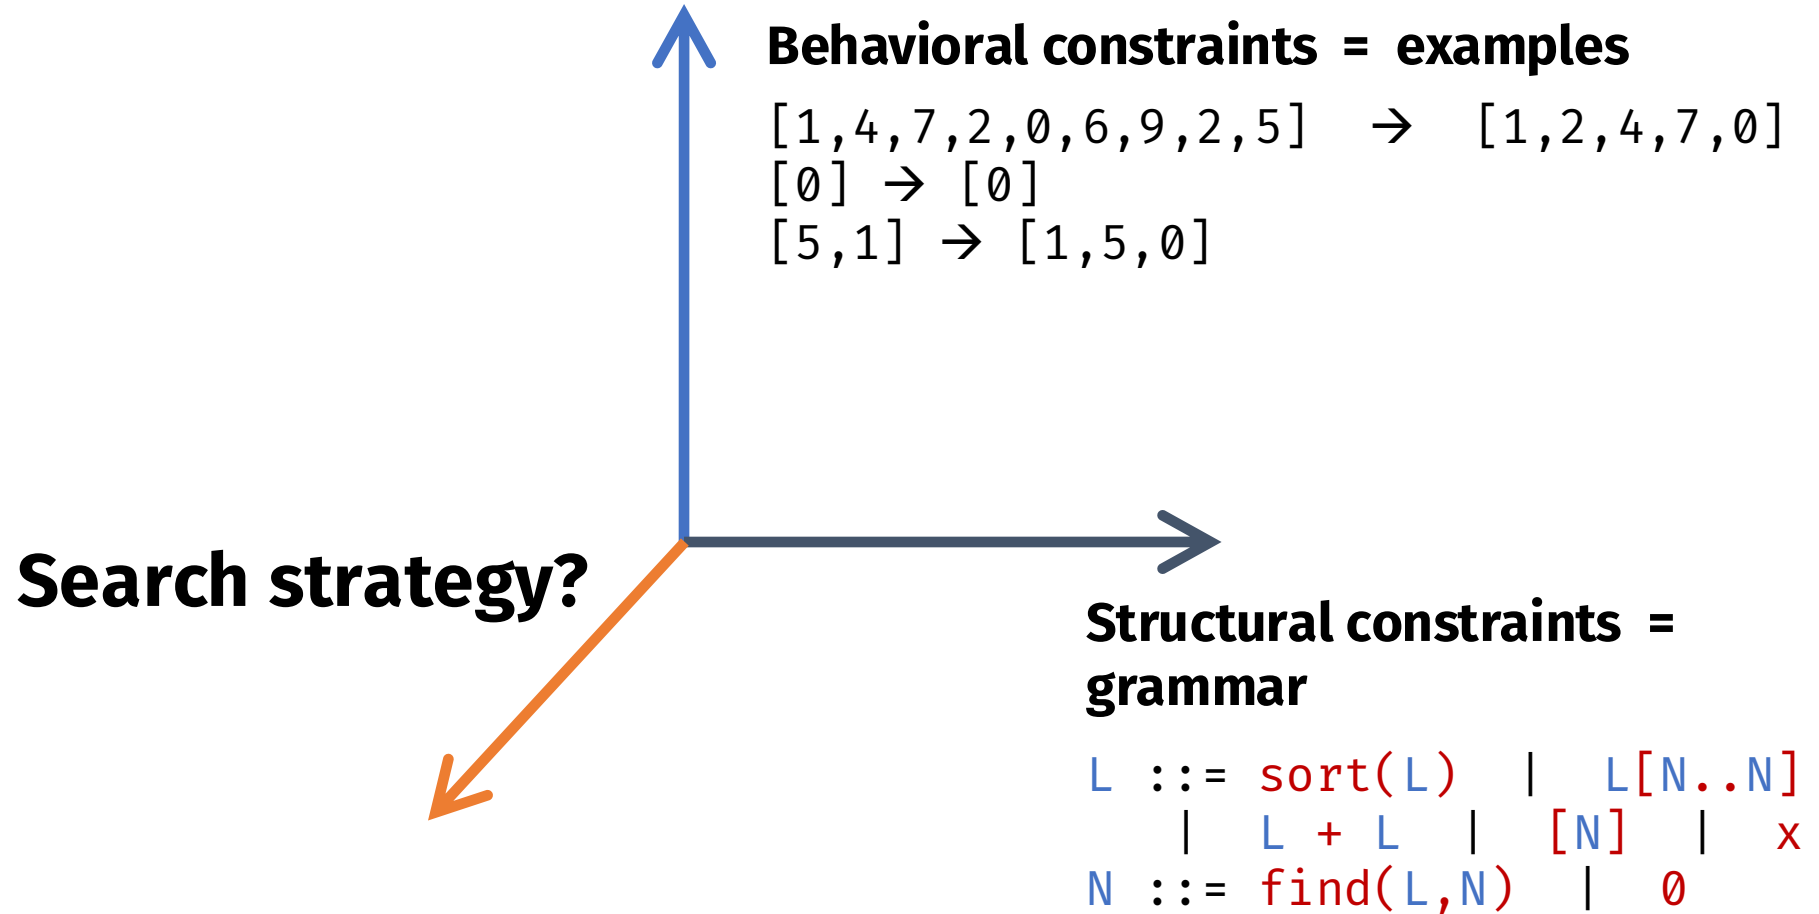 Behavioral constraints = examples
[1,4,7,2,0,6,9,2,5] → [1,2,4,7,0]
[0] → [0]
[5,1] → [1,5,0]
Search strategy?
Structural constraints =
grammar
L ::= sort(L) | L[N..N]
| L + L | [N] | x
N ::= find(L,N) | 0